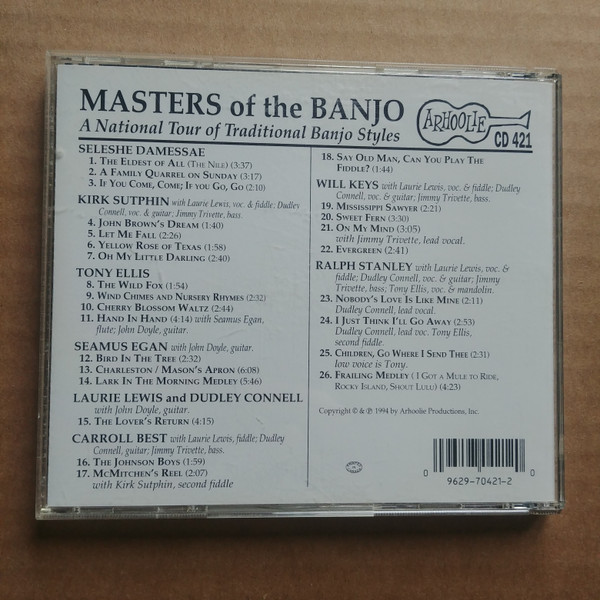 MASTERS of the BANJO
A National Tour of Traditional Banjo Styles
ARHOOLIE
CD 421
SELESHE DAMESSAE
1. THE ELDEST OF ALL (THE NILE) (3:37)
2. A FAMILY QUARREL ON SUNDAY (3:17)
3. IF YOU COME, COME; IF YOU GO, GO (2:10)
KIRK SUTPHIN with Laurie Lewis, voc. & fiddle; Dudley
Connell, voc. & guitar; Jimmy Trivette, bass.
4. JOHN BROWN'S DREAM (1:40)
5. LET ME FALL (2:26)
6. YELLOW ROSE OF TEXAS (1:58)
7. OH MY LITTLE DARLING (2:40)
TONY ELLIS
8. THE WILD FOX (1:54)
9. WIND CHIMES AND NURSERY RHYMES (2:32)
10. CHERRY BLOSSOM WALTZ (2:44)
11. HAND IN HAND (4:14) with Seamus Egan,
flute; John Doyle, guitar.
SEAMUS EGAN with John Doyle, guitar.
12. BIRD IN THE TREE (2:32)
13. CHARLESTON / MASON'S APRON (6:08)
14. LARK IN THE MORNING MEDLEY (5:46)
LAURIE LEWIS and DUDLEY CONNELL
with John Doyle, guitar.
15. THE LOVER'S RETURN (4:15)
CARROLL BEST with Laurie Lewis, fiddle; Dudley
Connell, guitar; Jimmy Trivette, bass.
16. THE JOHNSON BOYS (1:59)
17. MCMITCHEN'S REEL (2:07)
with Kirk Sutphin, second fiddle
18. SAY OLD MAN, CAN YOU PLAY THE
FIDDLE? (1:44)
WILL KEYS with Laurie Lewis, voc. & fiddle; Dudley
Connell, voc. & guitar; Jimmy Trivette, bass.
19. MISSISSIPPI SAWYER (2:21)
20. SWEET FERN (3:30)
21. ON MY MIND (3:05)
with Jimmy Trivette, lead vocal.
22. EVERGREEN (2:41)
RALPH STANLEY with Laurie Lewis, voc. &
fiddle; Dudley Connell, voc. & guitar; Jimmy
Trivette, bass; Tony Ellis, voc. & mandolin.
23. NOBODY'S LOVE IS LIKE MINE (2:11)
Dudley Connell, lead vocal.
24. I JUST THINK I'LL GO AWAY (2:53)
Dudley Connell, lead voc. Tony Ellis,
second fiddle.
25. CHILDREN, GO WHERE I SEND THEE (2:31)
low voice is Tony.
26. FRAILING MEDLEY (I GOT A MULE TO RIDE,
ROCKY ISLAND, SHOUT LULU) (4:23)
Copyright © & ℗ 1994 by Arhoolie Productions, Inc.
0 9629-70421-2 0